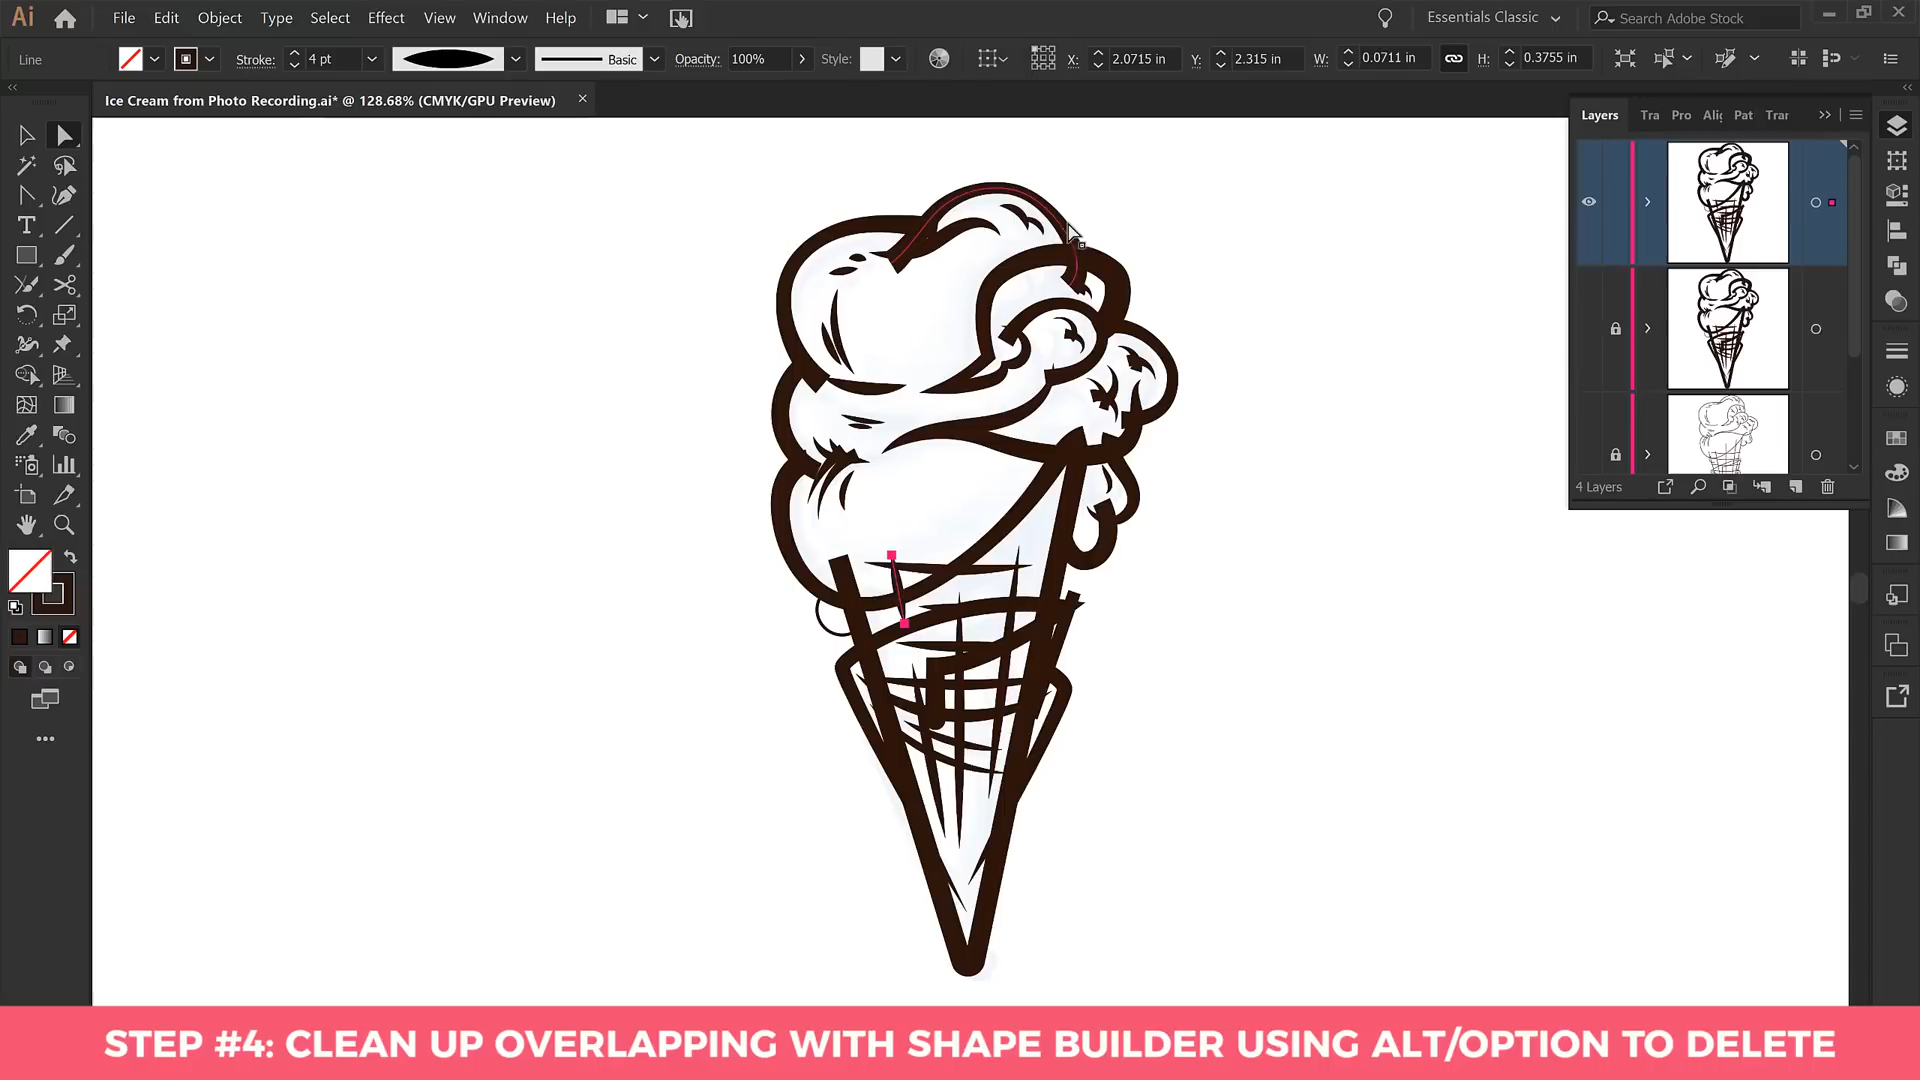 Ai File Edit Object Type Select Effect View Window Help Essentials Classic Search Adobe Stock
Line Stroke: 4 pt Basic Opacity: 100% Style: X: 2.0715 in Y: 2.315 in W: 0.0711 in H: 0.3755 in
Ice Cream from Photo Recording.ai* @ 128.68% (CMYK/GPU Preview)
Layers Tra Pro Ali Pat Trar
4 Layers
STEP #4: CLEAN UP OVERLAPPING WITH SHAPE BUILDER USING ALT/OPTION TO DELETE